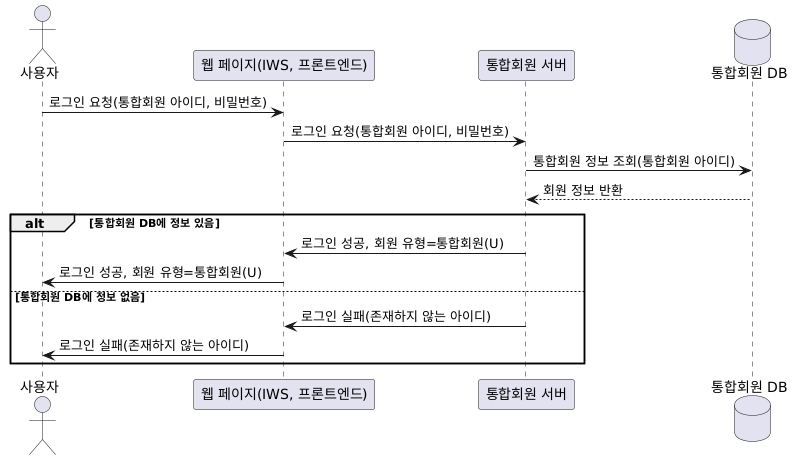 사용자
웹 페이지(IWS, 프론트엔드)
통합회원 서버
통합회원 DB
로그인 요청(통합회원 아이디, 비밀번호)
로그인 요청(통합회원 아이디, 비밀번호)
통합회원 정보 조회(통합회원 아이디)
회원 정보 반환
alt [통합회원 DB에 정보 있음]
로그인 성공, 회원 유형=통합회원(U)
로그인 성공, 회원 유형=통합회원(U)
[통합회원 DB에 정보 없음]
로그인 실패(존재하지 않는 아이디)
로그인 실패(존재하지 않는 아이디)
사용자
웹 페이지(IWS, 프론트엔드)
통합회원 서버
통합회원 DB